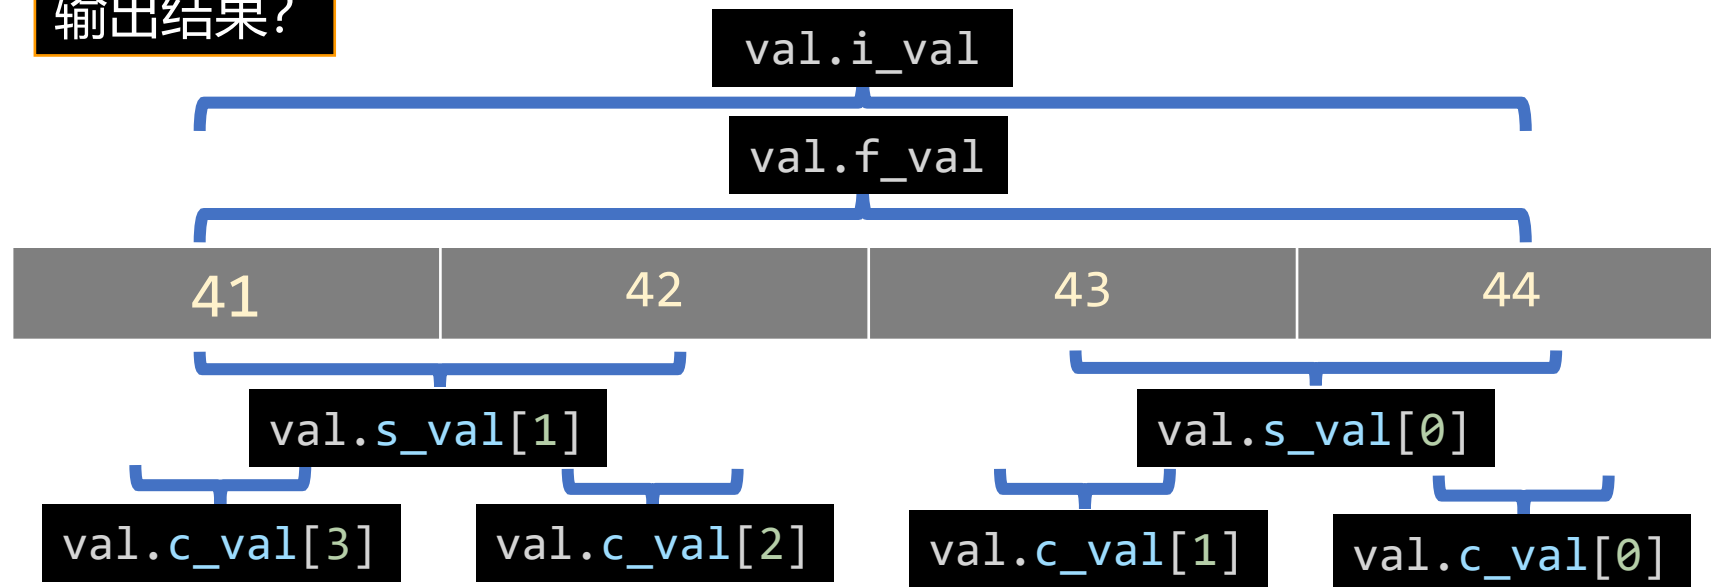 输出结果?
val.i_val
val.f_val
41 42 43 44
val.s_val[1] val.s_val[0]
val.c_val[3] val.c_val[2] val.c_val[1] val.c_val[0]